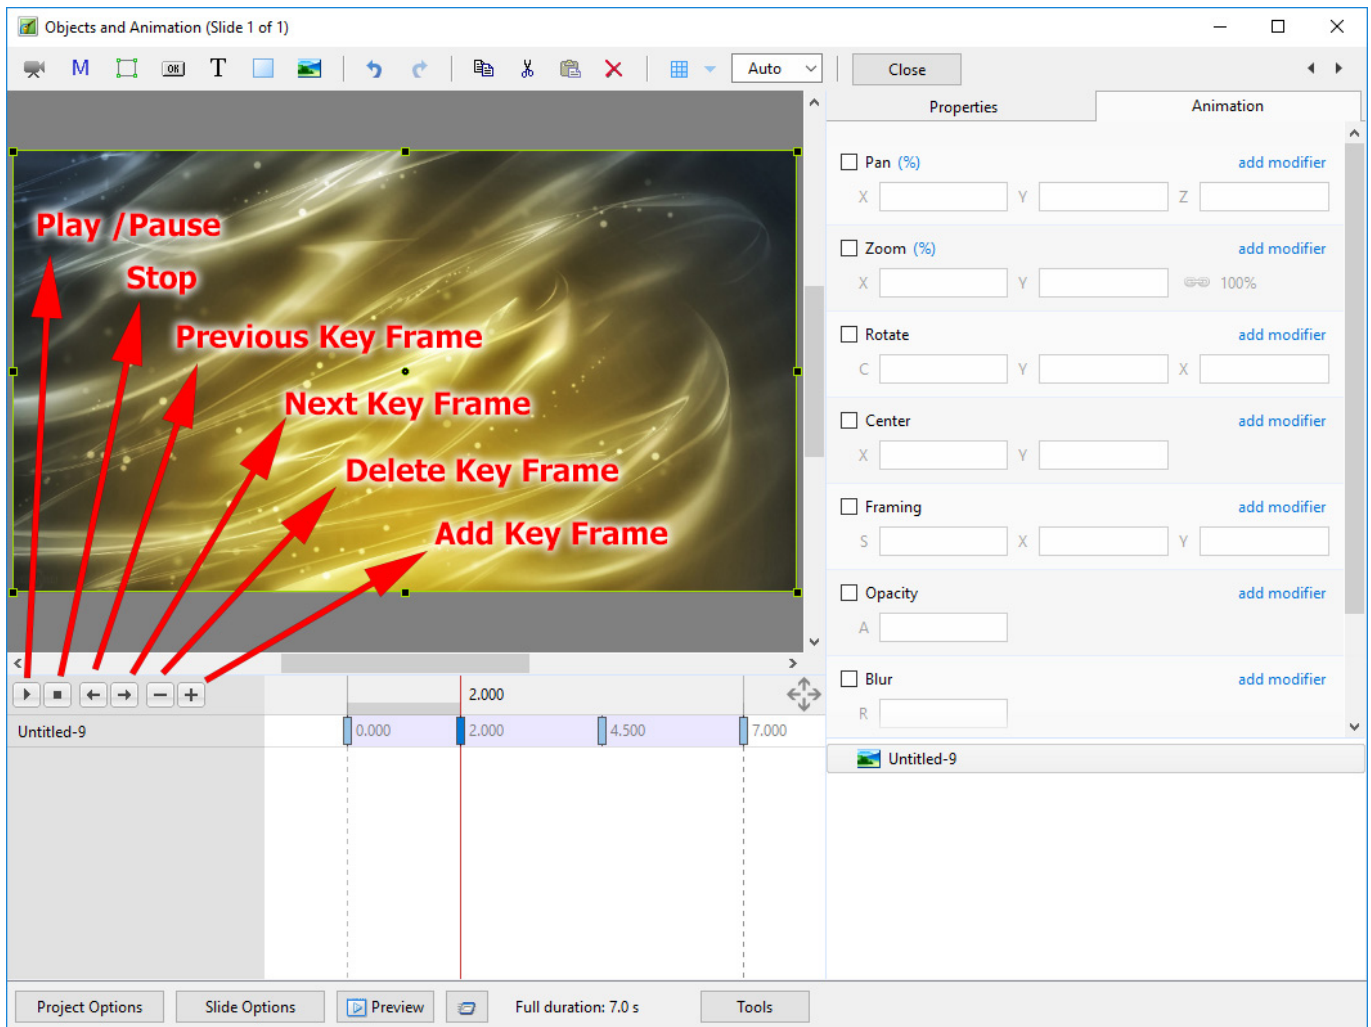 Objects and Animation (Slide 1 of 1)
M OK T Auto Close
Properties Animation
Pan (%) add modifier
X Y Z
Zoom (%) add modifier
X Y 100%
Rotate add modifier
C Y X
Center add modifier
X Y
Framing add modifier
S X Y
Opacity add modifier
A
Blur add modifier
R
Untitled-9
Play /Pause
Stop
Previous Key Frame
Next Key Frame
Delete Key Frame
Add Key Frame
2.000
Untitled-9 0.000 2.000 4.500 7.000
Project Options Slide Options Preview Full duration: 7.0 s Tools